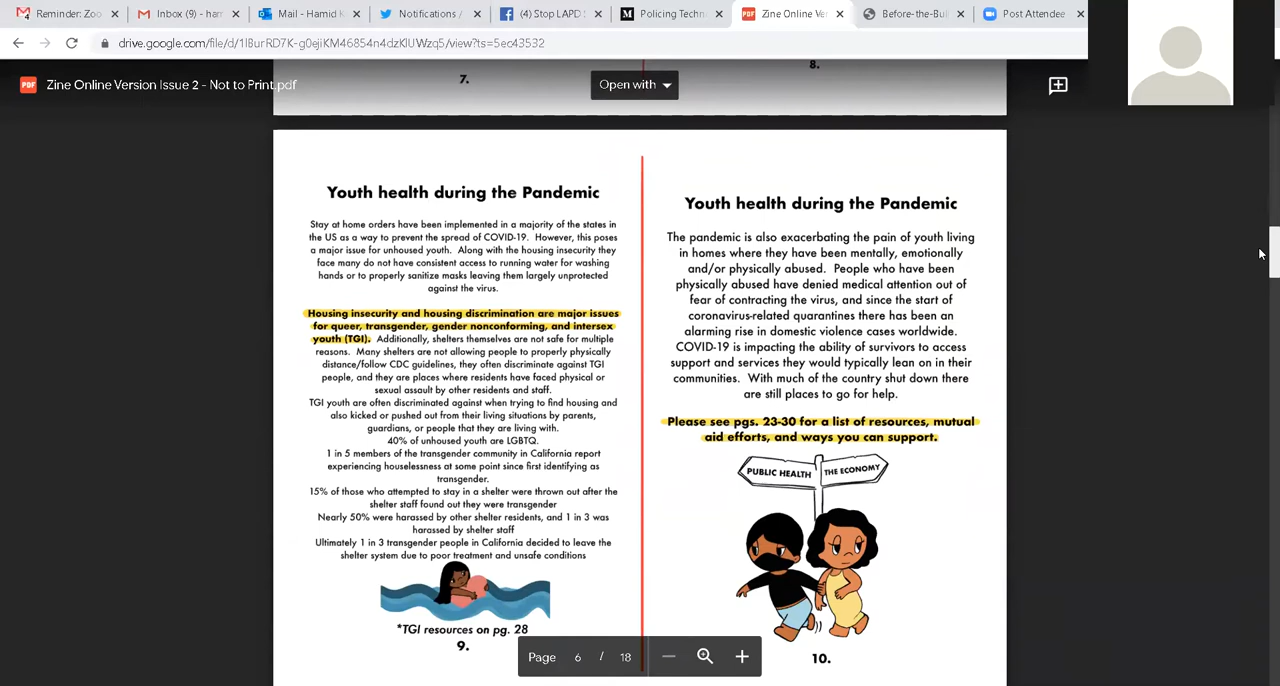 Reminder: Zoo
Inbox (9) - ham
Mail - Hamid K
Notifications /
(4) Stop LAPD S
Policing Techn
Zine Online Ve
Before-the-Bul
Post Attendee
drive.google.com/file/d/1lBurRD7K-g0ejiKM46854n4dzKlUWzq5/view?ts=5ec43532
7.
8.
PDF
Zine Online Version Issue 2 - Not to Print.pdf
Open with
Youth health during the Pandemic
Stay at home orders have been implemented in a majority of the states in
the US as a way to prevent the spread of COVID-19. However, this poses
a major issue for unhoused youth. Along with the housing insecurity they
face many do not have consistent access to running water for washing
hands or to properly sanitize masks leaving them largely unprotected
against the virus.
Housing insecurity and housing discrimination are major issues
for queer, transgender, gender nonconforming, and intersex
youth (TGI). Additionally, shelters themselves are not safe for multiple
reasons. Many shelters are not allowing people to properly physically
distance/follow CDC guidelines, they often discriminate against TGI
people, and they are places where residents have faced physical or
sexual assault by other residents and staff.
TGI youth are often discriminated against when trying to find housing and
also kicked or pushed out from their living situations by parents,
guardians, or people that they are living with.
40% of unhoused youth are LGBTQ.
1 in 5 members of the transgender community in California report
experiencing houselessness at some point since first identifying as
transgender.
15% of those who attempted to stay in a shelter were thrown out after the
shelter staff found out they were transgender
Nearly 50% were harassed by other shelter residents, and 1 in 3 was
harassed by shelter staff
Ultimately 1 in 3 transgender people in California decided to leave the
shelter system due to poor treatment and unsafe conditions
*TGI resources on pg. 28
9.
Youth health during the Pandemic
The pandemic is also exacerbating the pain of youth living
in homes where they have been mentally, emotionally
and/or physically abused. People who have been
physically abused have denied medical attention out of
fear of contracting the virus, and since the start of
coronavirus-related quarantines there has been an
alarming rise in domestic violence cases worldwide.
COVID-19 is impacting the ability of survivors to access
support and services they would typically lean on in their
communities. With much of the country shut down there
are still places to go for help.
Please see pgs. 23-30 for a list of resources, mutual
aid efforts, and ways you can support.
PUBLIC HEALTH
THE ECONOMY
10.
Page 6 / 18